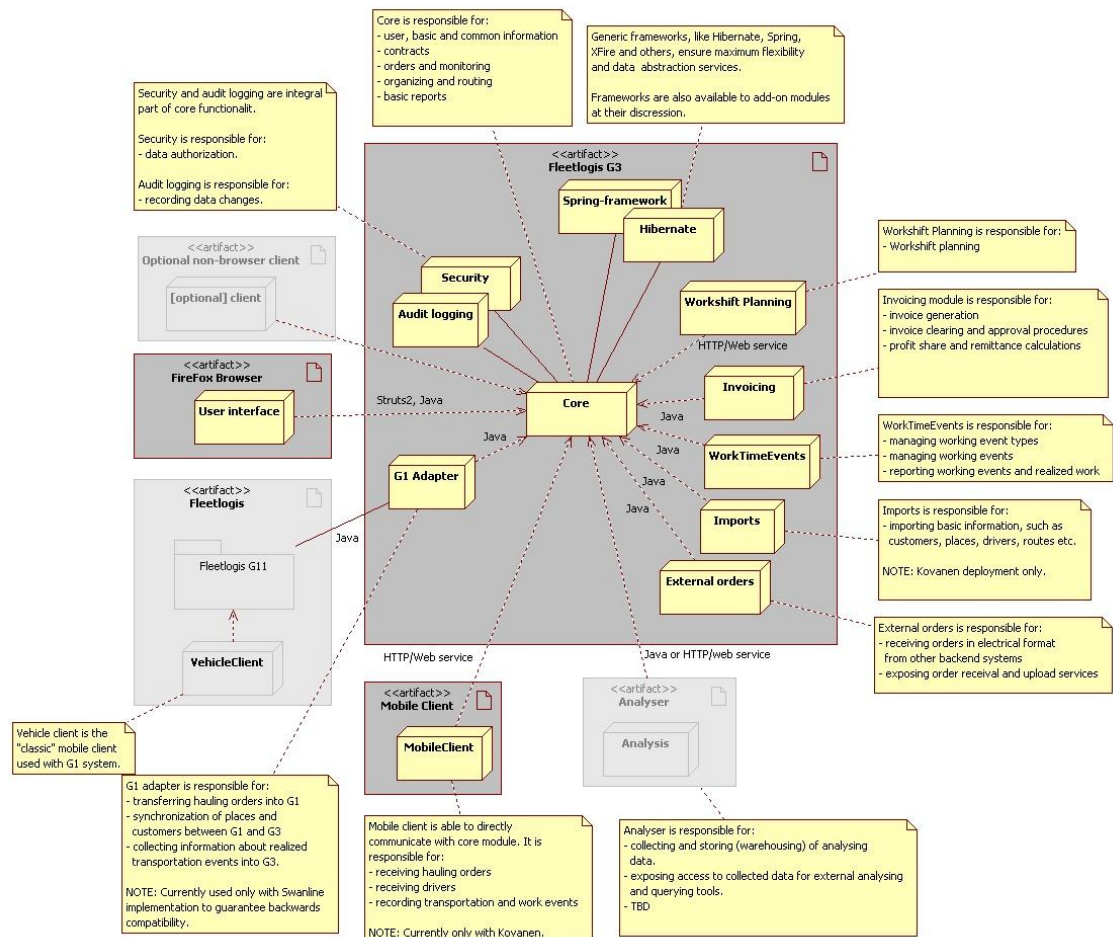 Core is responsible for:
- user, basic and common information
- contracts
- orders and monitoring
- organizing and routing
- basic reports
Generic frameworks, like Hibernate, Spring,
XFire and others, ensure maximum flexibility
and data abstraction services.
Frameworks are also available to add-on modules
at their discression.
Security and audit logging are integral
part of core functionalit.
Security is responsible for:
- data authorization.
Audit logging is responsible for:
- recording data changes.
<<artifact>>
Fleetlogis G3
Spring-framework
Hibernate
Security
Audit logging
Workshift Planning
HTTP/Web service
Workshift Planning is responsible for:
- Workshift planning
<<artifact>>
Optional non-browser client
[optional] client
Invoicing module is responsible for:
- invoice generation
- invoice clearing and approval procedures
- profit share and remittance calculations
<<artifact>>
FireFox Browser
User interface
Struts2, Java
Core
Invoicing
Java
Java
WorkTimeEvents
Java
WorkTimeEvents is responsible for:
- managing working event types
- managing working events
- reporting working events and realized work
G1 Adapter
Java
Java
Imports
Imports is responsible for:
- importing basic information, such as
customers, places, drivers, routes etc.
NOTE: Kovanen deployment only.
<<artifact>>
Fleetlogis
Java
Fleetlogis G11
VehicleClient
External orders
External orders is responsible for:
- receiving orders in electrical format
from other backend systems
- exposing order receival and upload services
HTTP/Web service
Java or HTTP/web service
<<artifact>>
Mobile Client
MobileClient
<<artifact>>
Analyser
Analysis
Vehicle client is the
"classic" mobile client
used with G1 system.
G1 adapter is responsible for:
- transferring hauling orders into G1
- synchronization of places and
customers between G1 and G3
- collecting information about realized
transportation events into G3.
NOTE: Currently used only with Swanline
implementation to guarantee backwards
compatibility.
Mobile client is able to directly
communicate with core module. It is
responsible for:
- receiving hauling orders
- receiving drivers
- recording transportation and work events
NOTE: Currently only with Kovanen.
Analyser is responsible for:
- collecting and storing (warehousing) of analysing
data.
- exposing access to collected data for external analysing
and querying tools.
- TBD